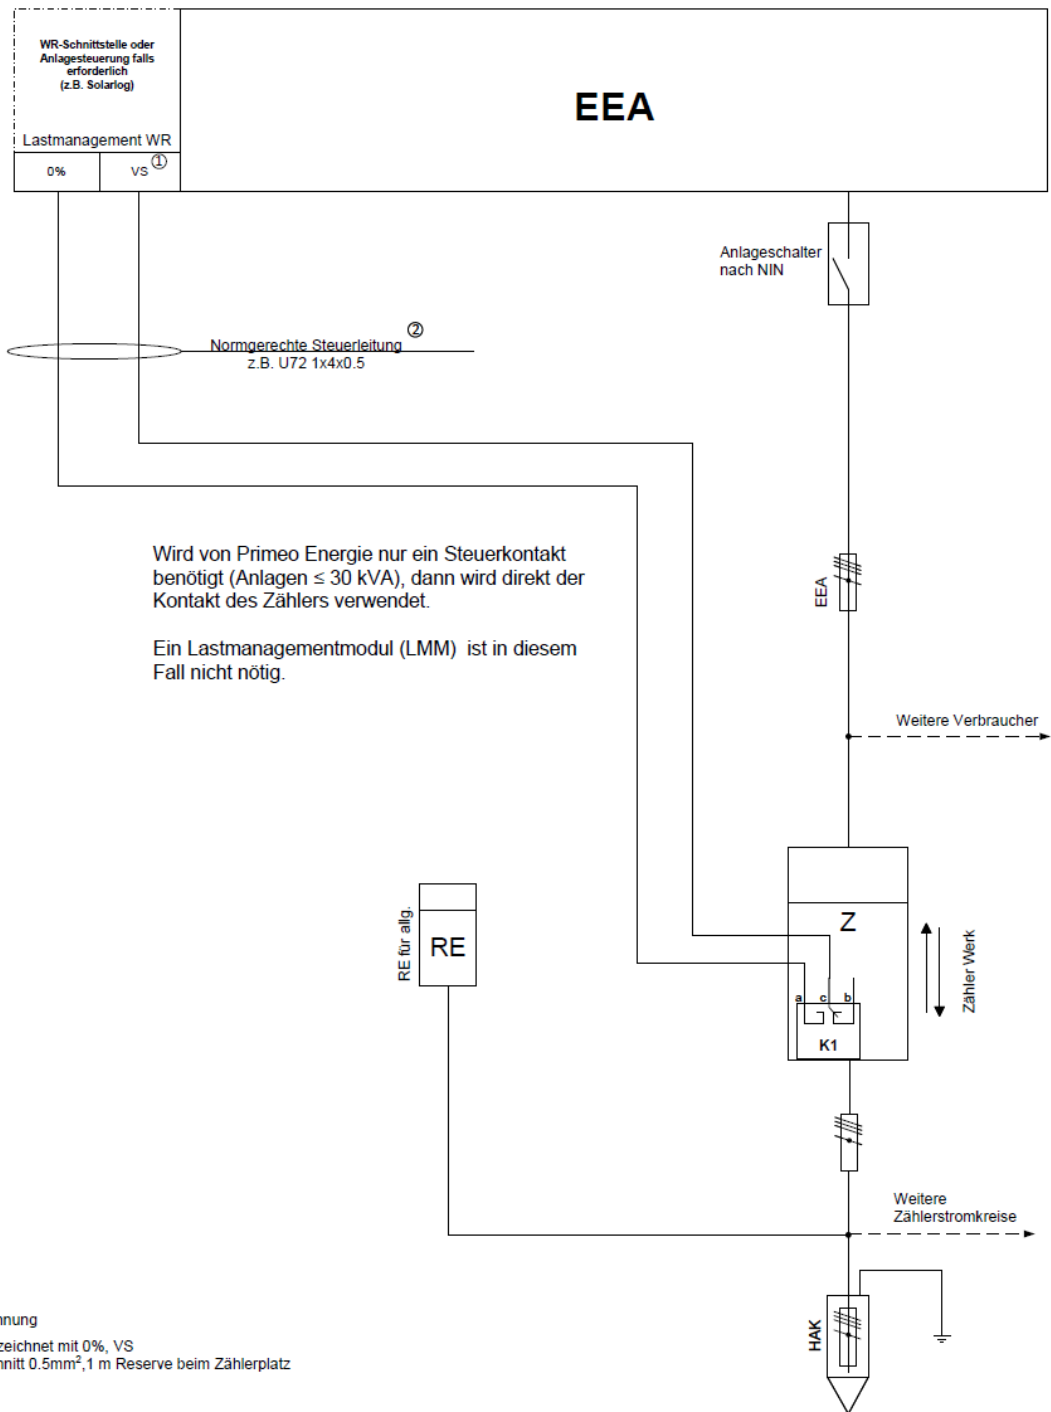 WR-Schnittstelle oder
Anlagesteuerung falls
erforderlich
(z.B. Solarlog)
EEA
Lastmanagement WR
0%
VS ①
Anlageschalter
nach NIN
Normgerechte Steuerleitung ②
z.B. U72 1x4x0.5
Wird von Primeo Energie nur ein Steuerkontakt
benötigt (Anlagen ≤ 30 kVA), dann wird direkt der
Kontakt des Zählers verwendet.
Ein Lastmanagementmodul (LMM) ist in diesem
Fall nicht nötig.
EEA
Weitere Verbraucher
RE für allg.
RE
Z
Zähler Werk
a c b
K1
Weitere
Zählerstromkreise
HAK
nnung
zeichnet mit 0%, VS
nnitt 0.5mm²,1 m Reserve beim Zählerplatz